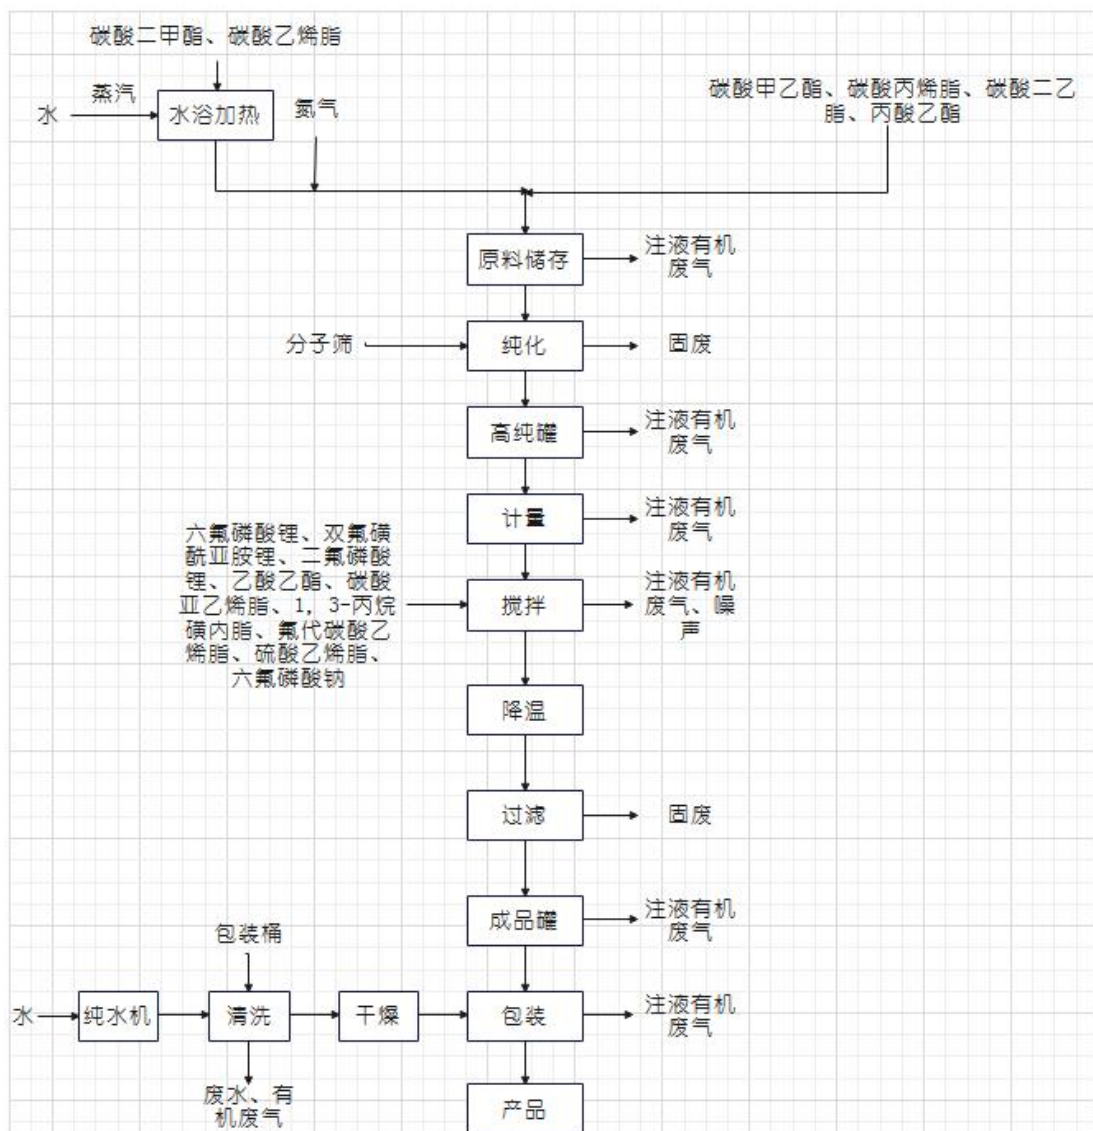 碳酸二甲酯、碳酸乙烯脂
水
蒸汽
水浴加热
氮气
碳酸甲乙酯、碳酸丙烯脂、碳酸二乙
脂、丙酸乙酯
原料储存
注液有机
废气
分子筛
纯化
固废
高纯罐
注液有机
废气
计量
注液有机
废气
六氟磷酸锂、双氟磺
酰亚胺锂、二氟磷酸
锂、乙酸乙酯、碳酸
亚乙烯脂、1，3-丙烷
磺内脂、氟代碳酸乙
烯脂、硫酸乙烯脂、
六氟磷酸钠
搅拌
注液有机
废气、噪
声
降温
过滤
固废
成品罐
注液有机
废气
包装桶
水
纯水机
清洗
干燥
包装
注液有机
废气
废水、有
机废气
产品